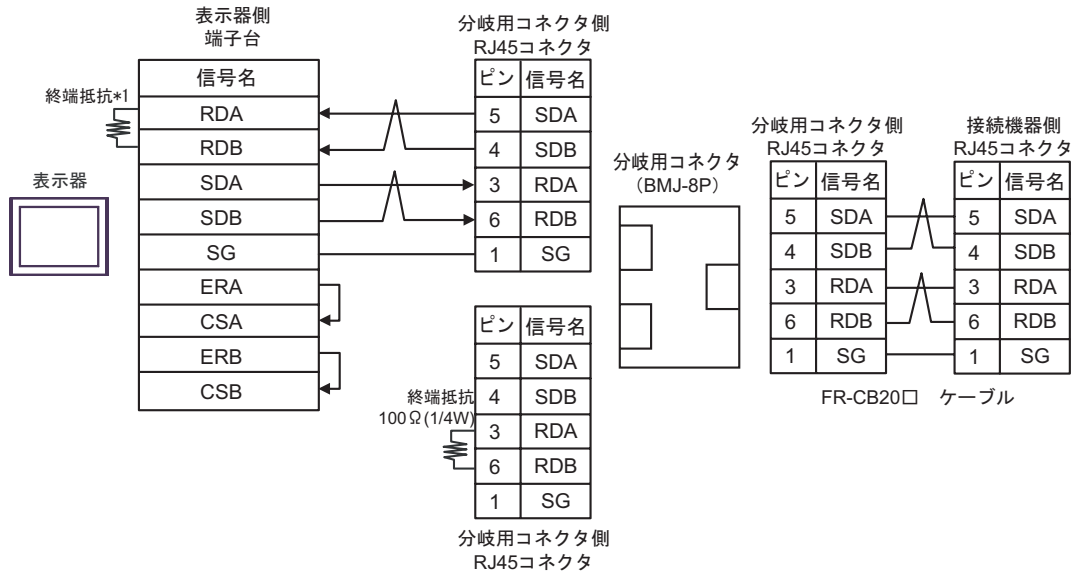 表示器側
端子台
信号名
RDA
RDB
SDA
SDB
SG
ERA
CSA
ERB
CSB
終端抵抗*1
表示器
分岐用コネクタ側
RJ45コネクタ
ピン 信号名
5 SDA
4 SDB
3 RDA
6 RDB
1 SG
ピン 信号名
5 SDA
4 SDB
3 RDA
6 RDB
1 SG
終端抵抗
100Ω(1/4W)
分岐用コネクタ側
RJ45コネクタ
分岐用コネクタ
(BMJ-8P)
分岐用コネクタ側
RJ45コネクタ
ピン 信号名
5 SDA
4 SDB
3 RDA
6 RDB
1 SG
接続機器側
RJ45コネクタ
ピン 信号名
5 SDA
4 SDB
3 RDA
6 RDB
1 SG
FR-CB20□ ケーブル